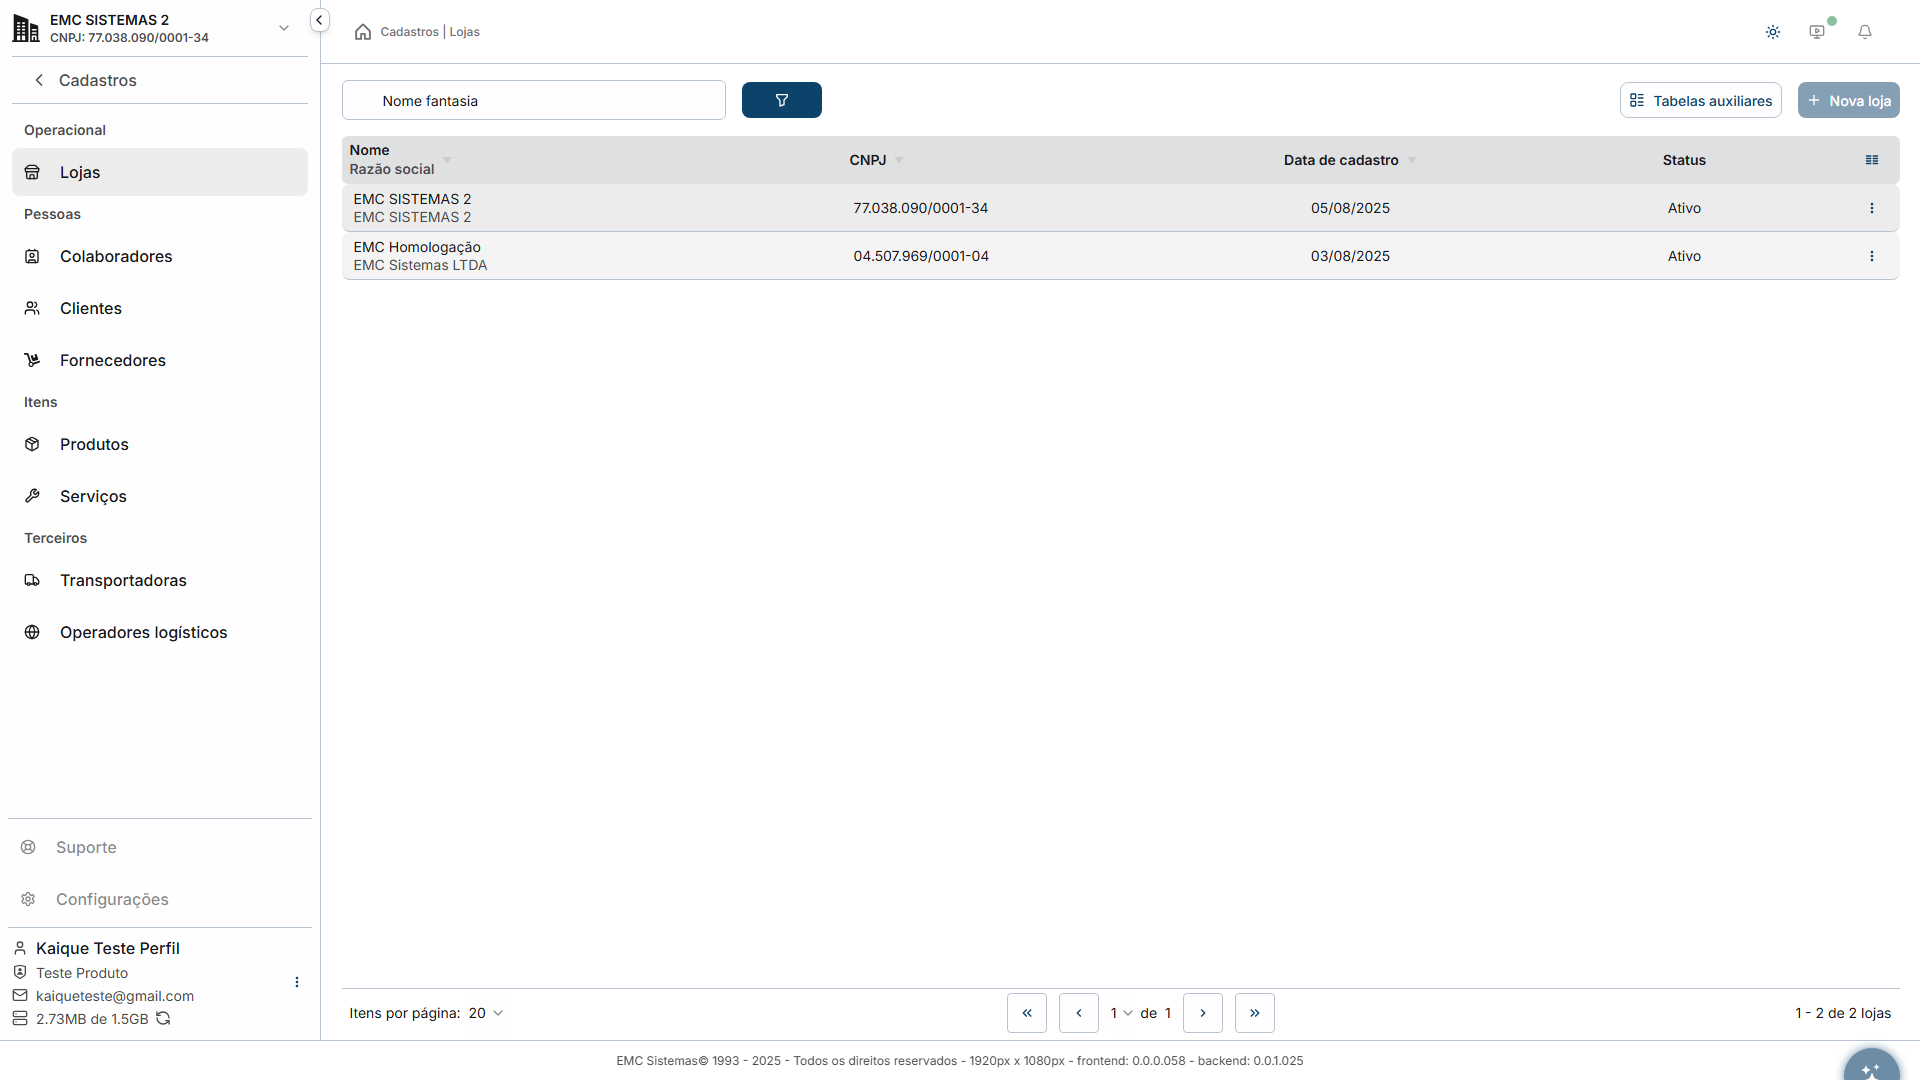 EMC SISTEMAS 2
CNPJ: 77.038.090/0001-34
Cadastros
Operacional
Lojas
Pessoas
Colaboradores
Clientes
Fornecedores
Itens
Produtos
Serviços
Terceiros
Transportadoras
Operadores logísticos
Suporte
Configurações
Kaique Teste Perfil
Teste Produto
kaiqueteste@gmail.com
2.73MB de 1.5GB
Cadastros | Lojas
Nome fantasia
Tabelas auxiliares
+ Nova loja
Nome
Razão social
CNPJ
Data de cadastro
Status
EMC SISTEMAS 2
EMC SISTEMAS 2
77.038.090/0001-34
05/08/2025
Ativo
EMC Homologação
EMC Sistemas LTDA
04.507.969/0001-04
03/08/2025
Ativo
Itens por página: 20
1 de 1
1 - 2 de 2 lojas
EMC Sistemas© 1993 - 2025 - Todos os direitos reservados - 1920px x 1080px - frontend: 0.0.0.058 - backend: 0.0.1.025